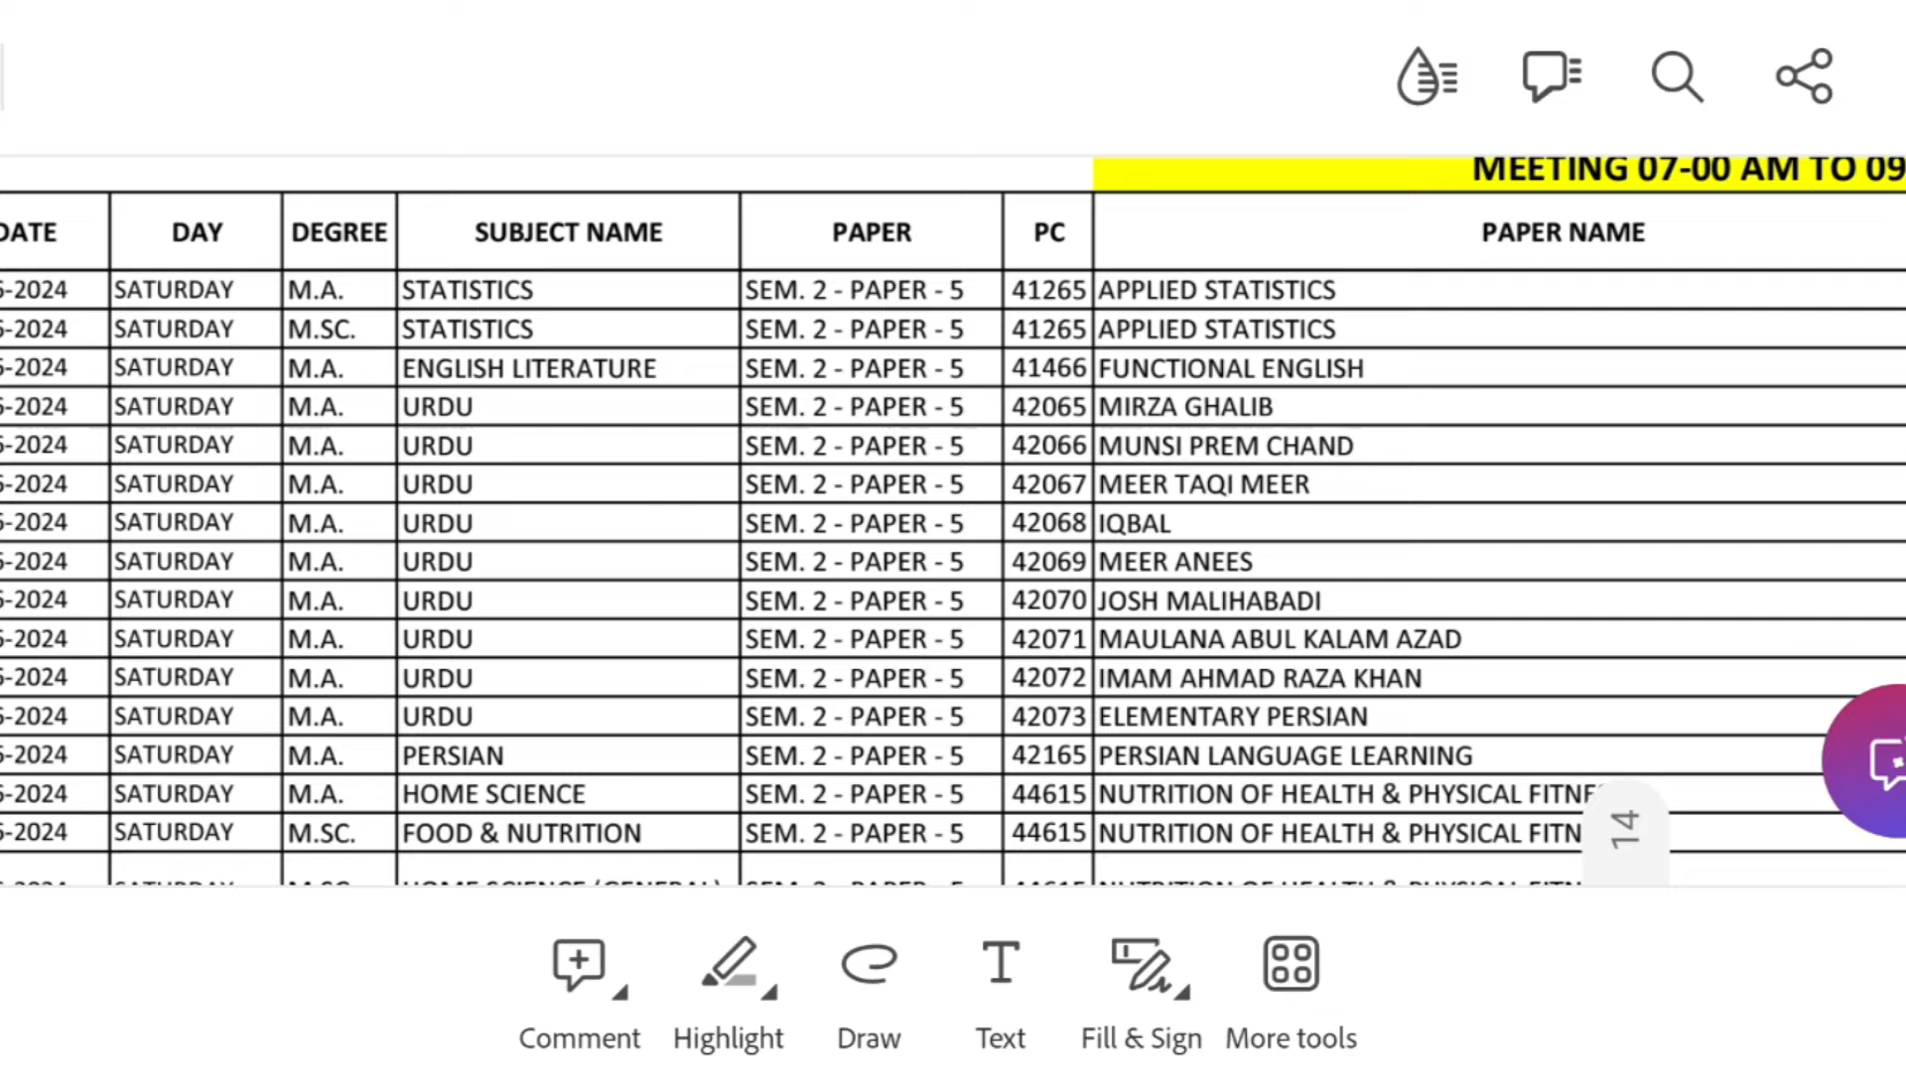 MEETING 07-00 AM TO 09
DATE DAY DEGREE SUBJECT NAME PAPER PC PAPER NAME
-2024 SATURDAY M.A. STATISTICS SEM. 2 - PAPER - 5 41265 APPLIED STATISTICS
-2024 SATURDAY M.SC. STATISTICS SEM. 2 - PAPER - 5 41265 APPLIED STATISTICS
-2024 SATURDAY M.A. ENGLISH LITERATURE SEM. 2 - PAPER - 5 41466 FUNCTIONAL ENGLISH
-2024 SATURDAY M.A. URDU SEM. 2 - PAPER - 5 42065 MIRZA GHALIB
-2024 SATURDAY M.A. URDU SEM. 2 - PAPER - 5 42066 MUNSI PREM CHAND
-2024 SATURDAY M.A. URDU SEM. 2 - PAPER - 5 42067 MEER TAQI MEER
-2024 SATURDAY M.A. URDU SEM. 2 - PAPER - 5 42068 IQBAL
-2024 SATURDAY M.A. URDU SEM. 2 - PAPER - 5 42069 MEER ANEES
-2024 SATURDAY M.A. URDU SEM. 2 - PAPER - 5 42070 JOSH MALIHABADI
-2024 SATURDAY M.A. URDU SEM. 2 - PAPER - 5 42071 MAULANA ABUL KALAM AZAD
-2024 SATURDAY M.A. URDU SEM. 2 - PAPER - 5 42072 IMAM AHMAD RAZA KHAN
-2024 SATURDAY M.A. URDU SEM. 2 - PAPER - 5 42073 ELEMENTARY PERSIAN
-2024 SATURDAY M.A. PERSIAN SEM. 2 - PAPER - 5 42165 PERSIAN LANGUAGE LEARNING
-2024 SATURDAY M.A. HOME SCIENCE SEM. 2 - PAPER - 5 44615 NUTRITION OF HEALTH & PHYSICAL FITNE
-2024 SATURDAY M.SC. FOOD & NUTRITION SEM. 2 - PAPER - 5 44615 NUTRITION OF HEALTH & PHYSICAL FITN
14
Comment Highlight Draw Text Fill & Sign More tools